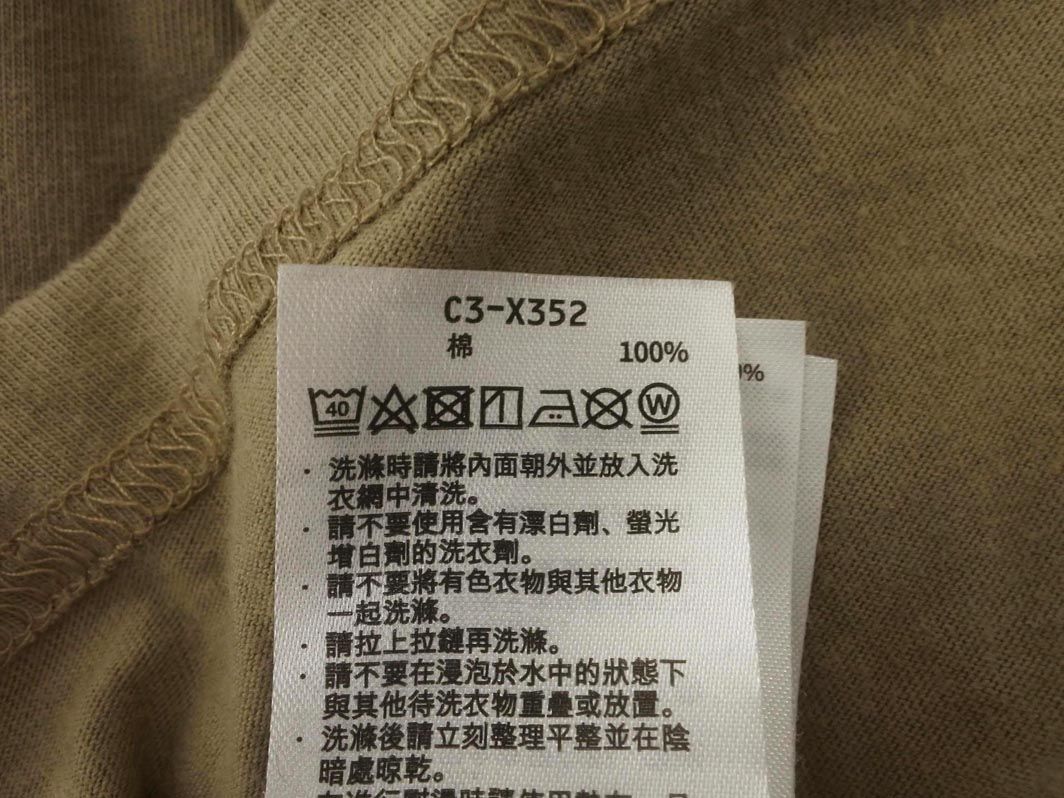 C3-X352
棉 100%
40
W
%
· 洗滌時請將內面朝外並放入洗
衣網中清洗。
· 請不要使用含有漂白劑、螢光
增白劑的洗衣劑。
· 請不要將有色衣物與其他衣物
一起洗滌。
· 請拉上拉鏈再洗滌。
· 請不要在浸泡於水中的狀態下
與其他待洗衣物重疊或放置。
· 洗滌後請立刻整理平整並在陰
暗處晾乾。